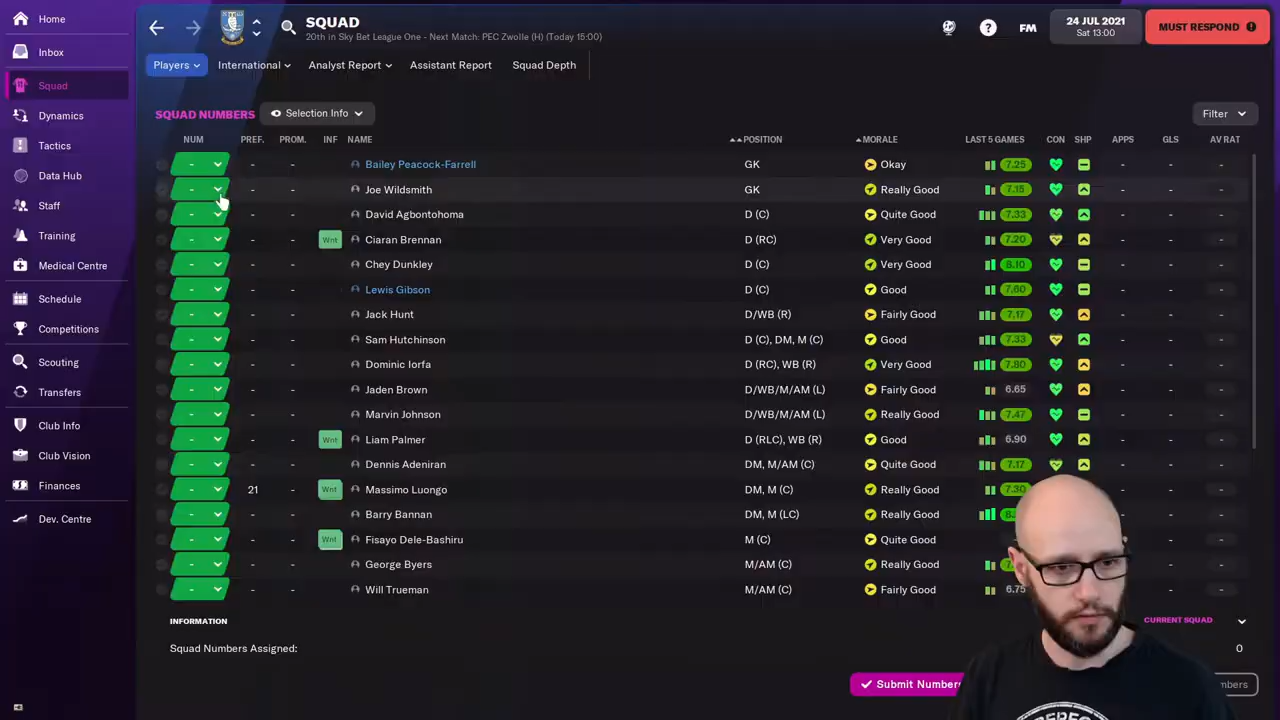 Home
Inbox
Squad
Dynamics
Tactics
Data Hub
Staff
Training
Medical Centre
Schedule
Competitions
Scouting
Transfers
Club Info
Club Vision
Finances
Dev. Centre
SQUAD
20th in Sky Bet League One - Next Match: PEC Zwolle (H) (Today 15:00)
? FM 24 JUL 2021 Sat 13:00 MUST RESPOND
Players International Analyst Report Assistant Report Squad Depth
SQUAD NUMBERS Selection Info Filter
NUM PREF. PROM. INF NAME POSITION MORALE LAST 5 GAMES CON SHP APPS GLS AV RAT
- - - Bailey Peacock-Farrell GK Okay 7.25 - - -
- - - Joe Wildsmith GK Really Good 7.15 - - -
- - - David Agbontohoma D (C) Quite Good 7.33 - - -
- - - Wnt Ciaran Brennan D (RC) Very Good 7.20 - - -
- - - Chey Dunkley D (C) Very Good 8.10 - - -
- - - Lewis Gibson D (C) Good 7.60 - - -
- - - Jack Hunt D/WB (R) Fairly Good 7.17 - - -
- - - Sam Hutchinson D (C), DM, M (C) Good 7.33 - - -
- - - Dominic Iorfa D (RC), WB (R) Very Good 7.80 - - -
- - - Jaden Brown D/WB/M/AM (L) Fairly Good 6.65 - - -
- - - Marvin Johnson D/WB/M/AM (L) Really Good 7.47 - - -
- - - Wnt Liam Palmer D (RLC), WB (R) Good 6.90 - - -
- - - Dennis Adeniran DM, M/AM (C) Quite Good 7.17 - - -
- 21 - Wnt Massimo Luongo DM, M (C) Really Good 7.30 - - -
- - - Barry Bannan DM, M (LC) Really Good - - -
- - - Wnt Fisayo Dele-Bashiru M (C) Quite Good - - -
- - - George Byers M/AM (C) Really Good - - -
- - - Will Trueman M/AM (C) Fairly Good 6.75 - - -
INFORMATION CURRENT SQUAD
Squad Numbers Assigned: 0
Submit Numbers